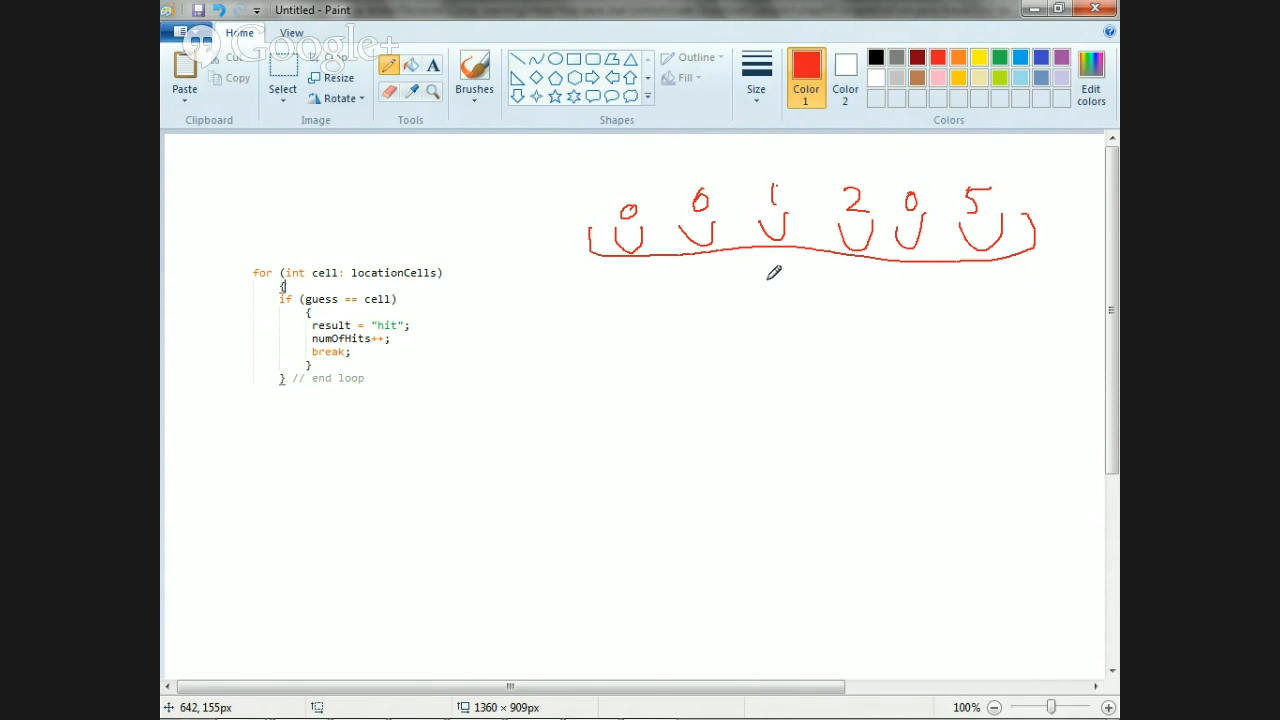 Untitled - Paint
Home View
Google+
Paste
Cut
Copy
Clipboard
Select
Crop
Resize
Rotate
Image
A
Tools
Brushes
Outline
Fill
Shapes
Size
Color 1
Color 2
Edit colors
Colors
0 0 1 2 0 5
for (int cell: locationCells)
{
if (guess == cell)
{
result = "hit";
numOfHits++;
break;
}
} // end loop
642, 155px
1360 × 909px
100%